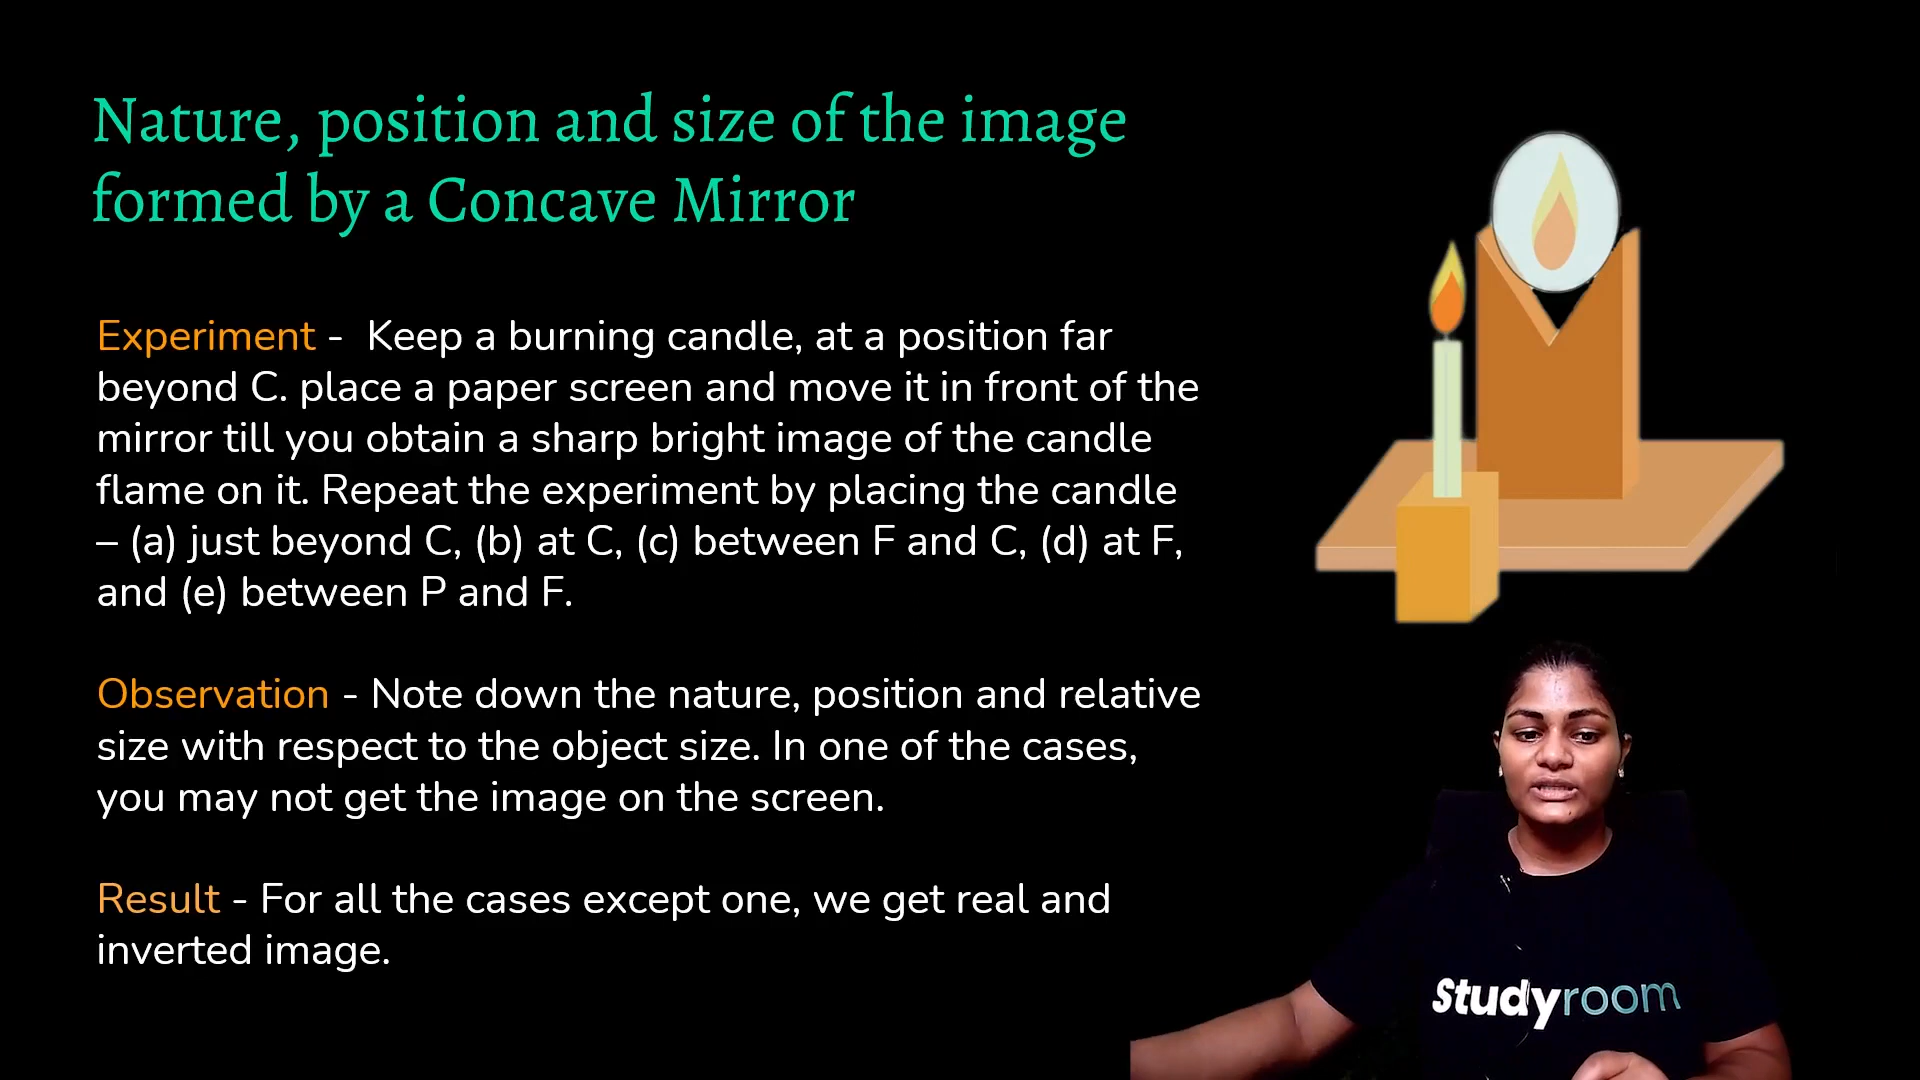 Nature, position and size of the image
formed by a Concave Mirror
Experiment - Keep a burning candle, at a position far
beyond C. place a paper screen and move it in front of the
mirror till you obtain a sharp bright image of the candle
flame on it. Repeat the experiment by placing the candle
– (a) just beyond C, (b) at C, (c) between F and C, (d) at F,
and (e) between P and F.
Observation - Note down the nature, position and relative
size with respect to the object size. In one of the cases,
you may not get the image on the screen.
Result - For all the cases except one, we get real and
inverted image.
Studyroom